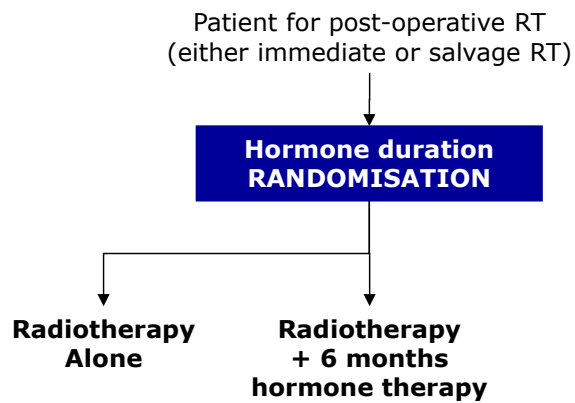 Patient for post-operative RT
(either immediate or salvage RT)
Hormone duration
RANDOMISATION
Radiotherapy
Alone
Radiotherapy
+ 6 months
hormone therapy